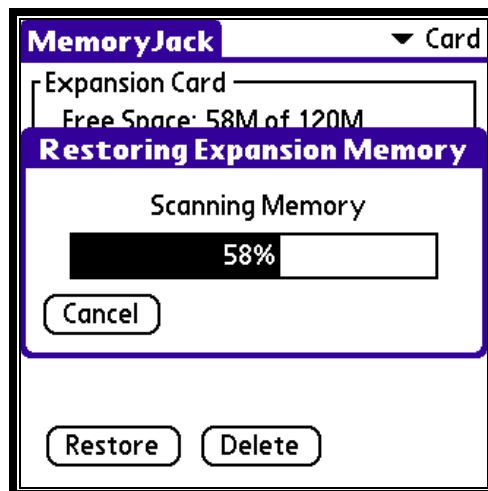 MemoryJack Card
Expansion Card
Free Space: 58M of 120M
Restoring Expansion Memory
Scanning Memory
58%
Cancel
Restore Delete